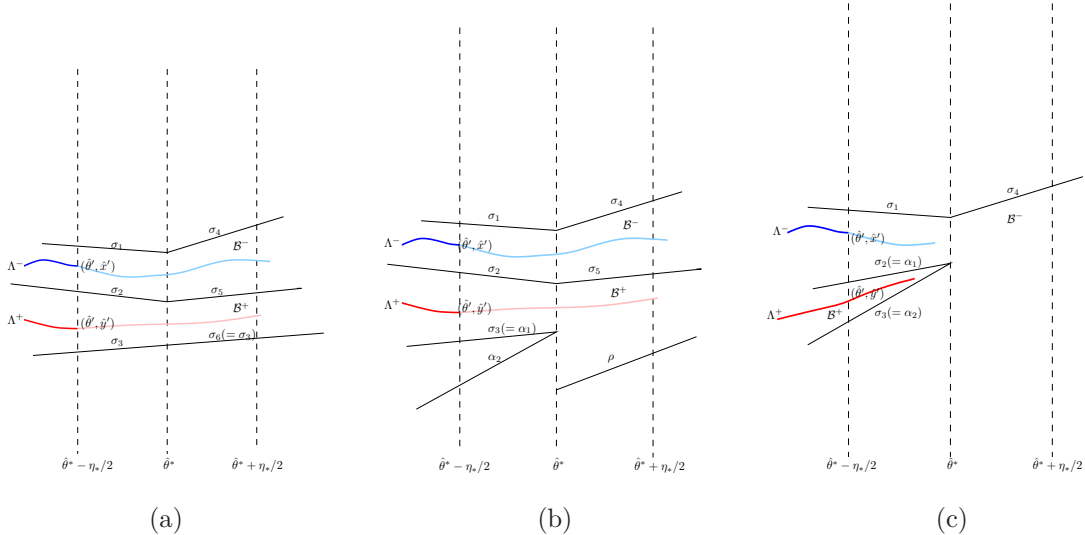 σ₁
σ₄
Λ⁻
(θ̂′, x̂′)
ℬ⁻
σ₂
σ₅
Λ⁺
(θ̂′, ŷ′)
ℬ⁺
σ₃
σ₆(= σ₃)
θ̂* − η*/2
θ̂*
θ̂* + η*/2
(a)
σ₁
σ₄
Λ⁻
(θ̂′, x̂′)
ℬ⁻
σ₂
σ₅
Λ⁺
(θ̂′, ŷ′)
ℬ⁺
σ₃(= α₁)
α₂
ρ
θ̂* − η*/2
θ̂*
θ̂* + η*/2
(b)
σ₁
σ₄
Λ⁻
(θ̂′, x̂′)
ℬ⁻
σ₂(= α₁)
(θ̂′, ŷ′)
Λ⁺
ℬ⁺
σ₃(= α₂)
θ̂* − η*/2
θ̂*
θ̂* + η*/2
(c)